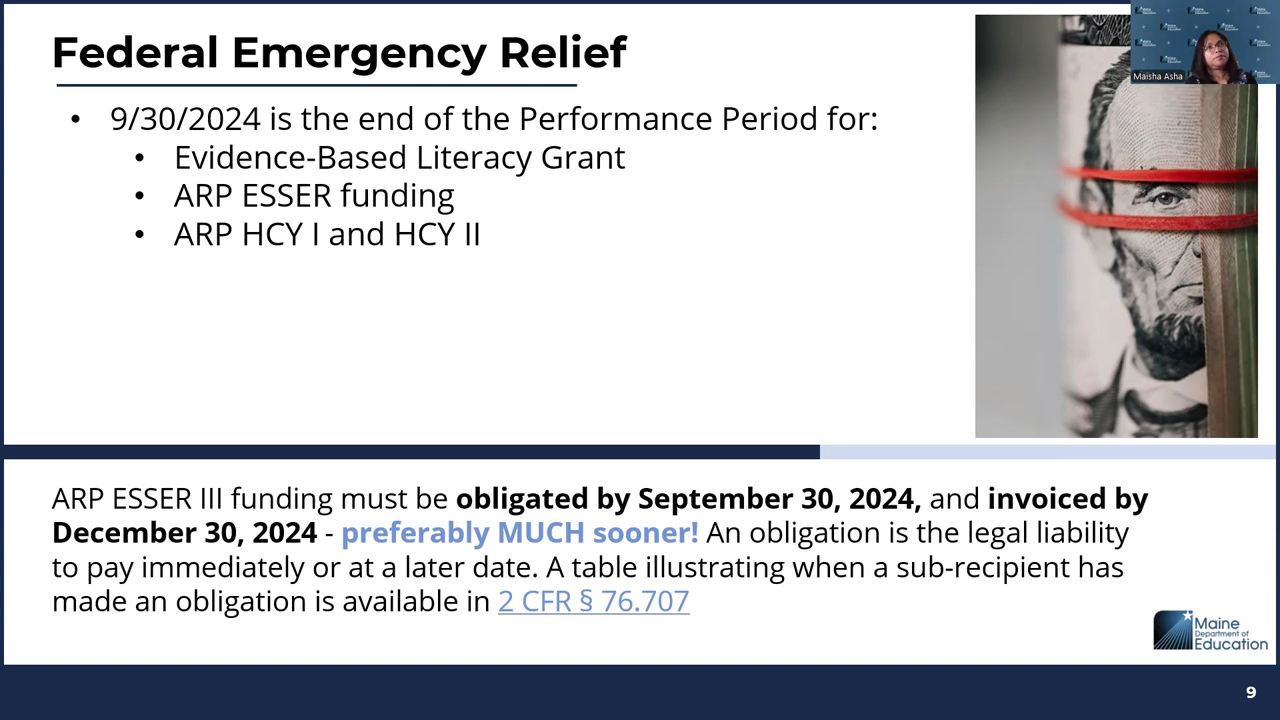 Federal Emergency Relief
• 9/30/2024 is the end of the Performance Period for:
• Evidence-Based Literacy Grant
• ARP ESSER funding
• ARP HCY I and HCY II
Maisha Asha
ARP ESSER III funding must be obligated by September 30, 2024, and invoiced by
December 30, 2024 - preferably MUCH sooner! An obligation is the legal liability
to pay immediately or at a later date. A table illustrating when a sub-recipient has
made an obligation is available in 2 CFR § 76.707
Maine
Department of
Education
9